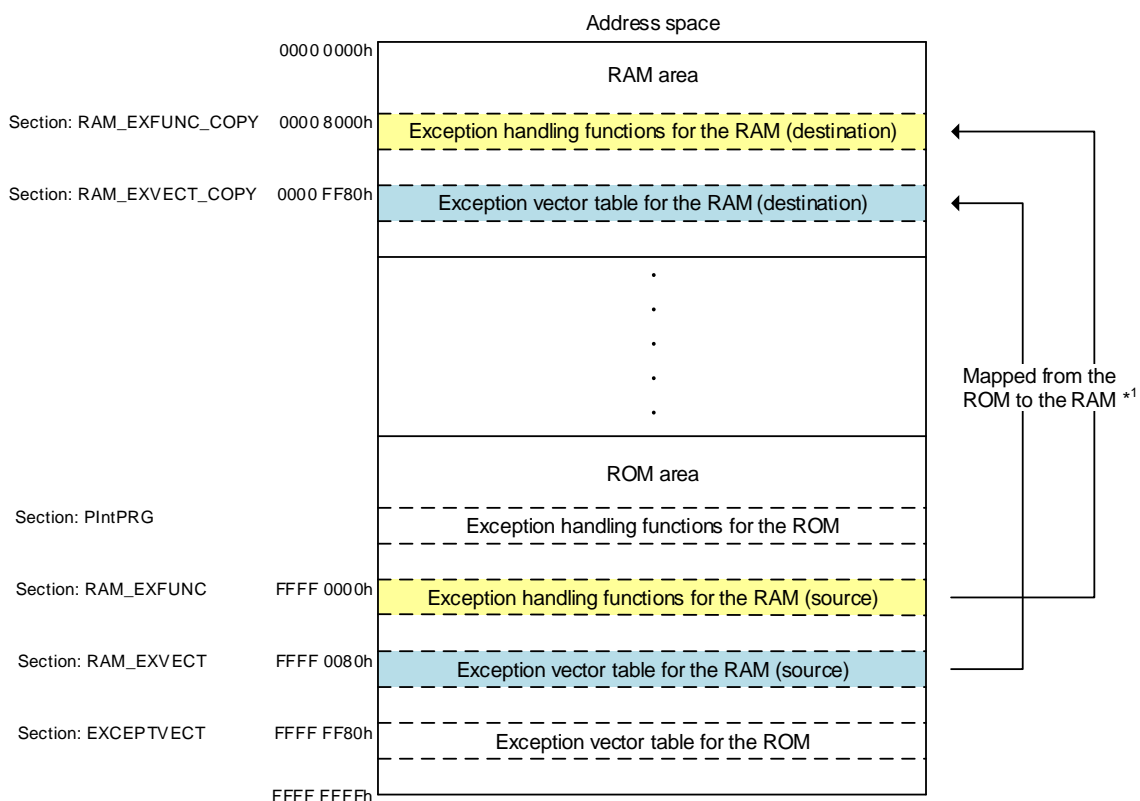 Address space
0000 0000h
RAM area
Section: RAM_EXFUNC_COPY 0000 8000h Exception handling functions for the RAM (destination)
Section: RAM_EXVECT_COPY 0000 FF80h Exception vector table for the RAM (destination)
Mapped from the
ROM to the RAM *1
ROM area
Section: PIntPRG Exception handling functions for the ROM
Section: RAM_EXFUNC FFFF 0000h Exception handling functions for the RAM (source)
Section: RAM_EXVECT FFFF 0080h Exception vector table for the RAM (source)
Section: EXCEPTVECT FFFF FF80h Exception vector table for the ROM
FFFF FFFFh